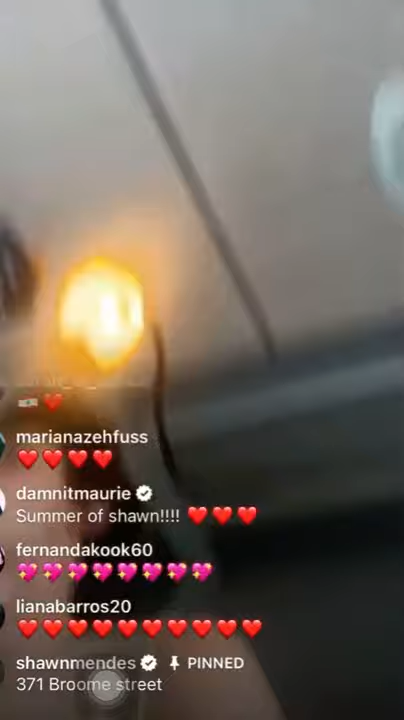 ❤️
marianazehfuss
❤️❤️❤️❤️
damnitmaurie
Summer of shawn!!!! ❤️❤️❤️
fernandakook60
💖💖💖💖💖💖💖💖
lianabarros20
❤️❤️❤️❤️❤️❤️❤️❤️❤️❤️
shawnmendes PINNED
371 Broome street